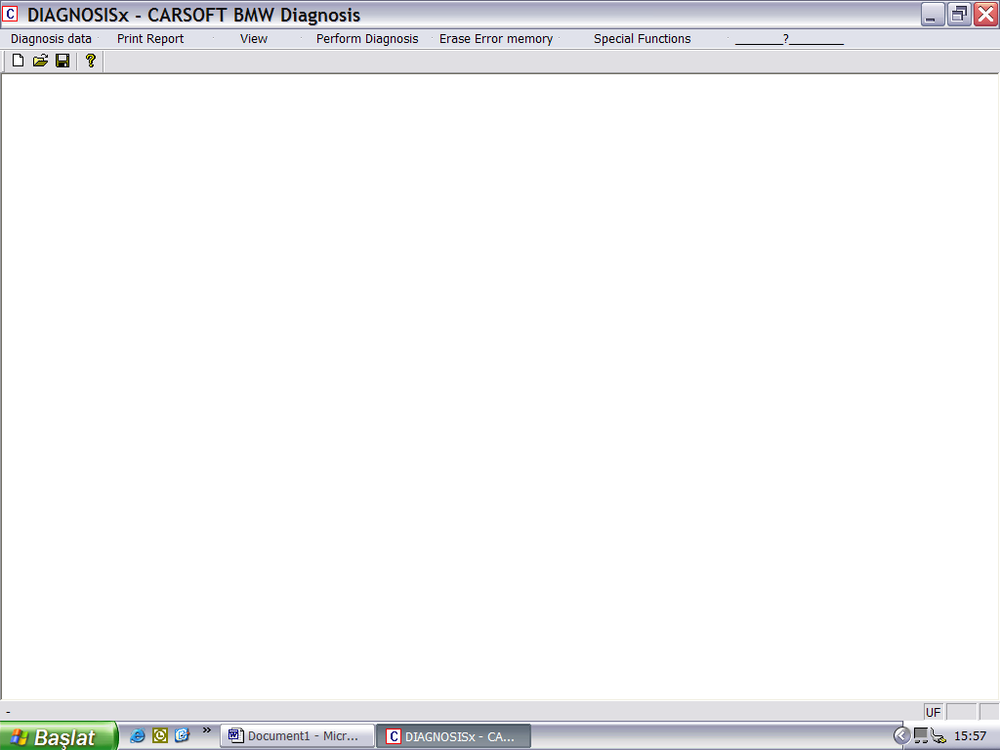 C DIAGNOSISx - CARSOFT BMW Diagnosis
Diagnosis data Print Report View Perform Diagnosis Erase Error memory Special Functions _______?________
?
- UF
Başlat » W Document1 - Micr... C DIAGNOSISx - CA... 15:57